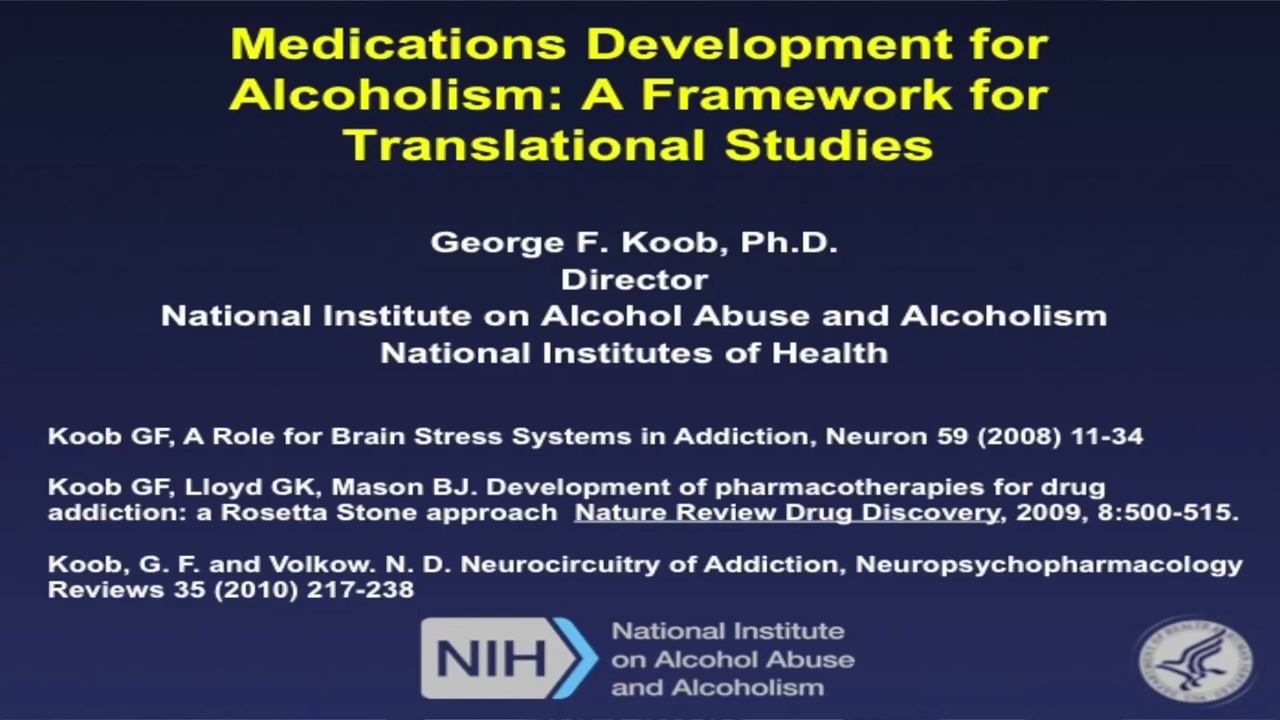 Medications Development for
Alcoholism: A Framework for
Translational Studies
George F. Koob, Ph.D.
Director
National Institute on Alcohol Abuse and Alcoholism
National Institutes of Health
Koob GF, A Role for Brain Stress Systems in Addiction, Neuron 59 (2008) 11-34
Koob GF, Lloyd GK, Mason BJ. Development of pharmacotherapies for drug
addiction: a Rosetta Stone approach Nature Review Drug Discovery, 2009, 8:500-515.
Koob, G. F. and Volkow. N. D. Neurocircuitry of Addiction, Neuropsychopharmacology
Reviews 35 (2010) 217-238
NIH
National Institute
on Alcohol Abuse
and Alcoholism